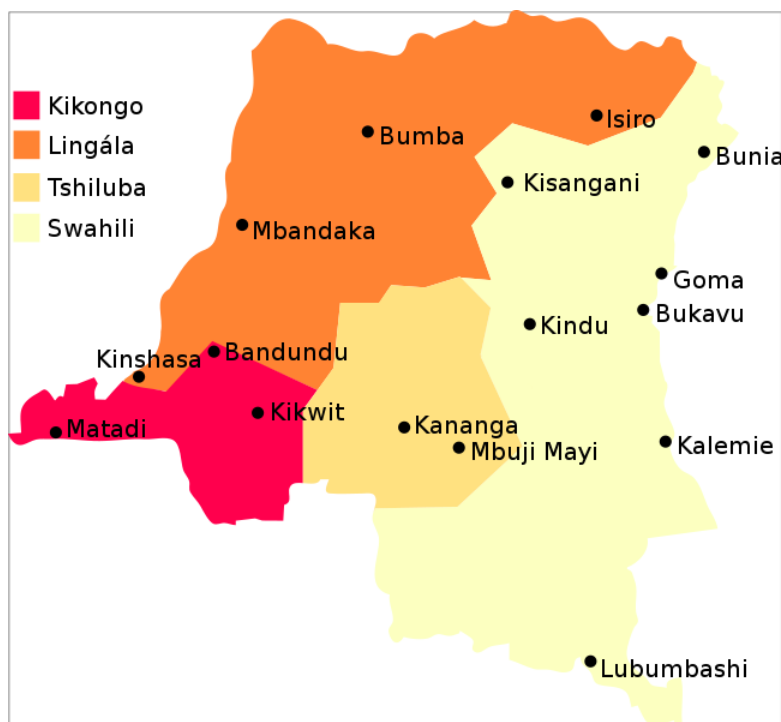 Kikongo
Lingála
Tshiluba
Swahili
Isiro
Bumba
Bunia
Kisangani
Mbandaka
Goma
Bukavu
Kindu
Bandundu
Kinshasa
Kikwit
Kananga
Matadi
Mbuji Mayi
Kalemie
Lubumbashi